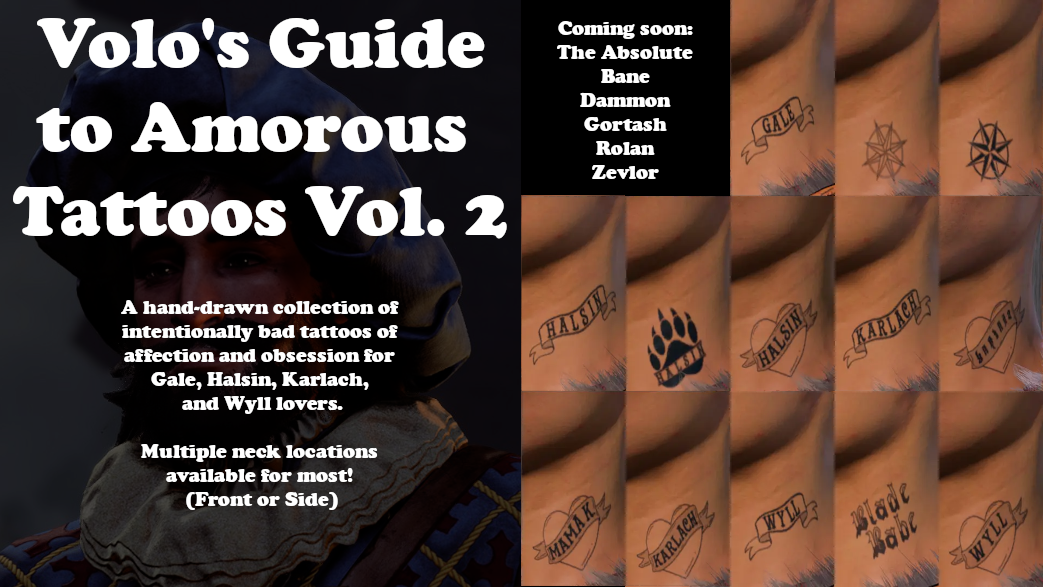 Volo's Guide
to Amorous
Tattoos Vol. 2
A hand-drawn collection of
intentionally bad tattoos of
affection and obsession for
Gale, Halsin, Karlach,
and Wyll lovers.
Multiple neck locations
available for most!
(Front or Side)
Coming soon:
The Absolute
Bane
Dammon
Gortash
Rolan
Zevlor
GALE
HALSIN
HALSIN
HALSIN
KARLACH
MAMAK
KARLACH
WYLL
Blade
Babe
WYLL